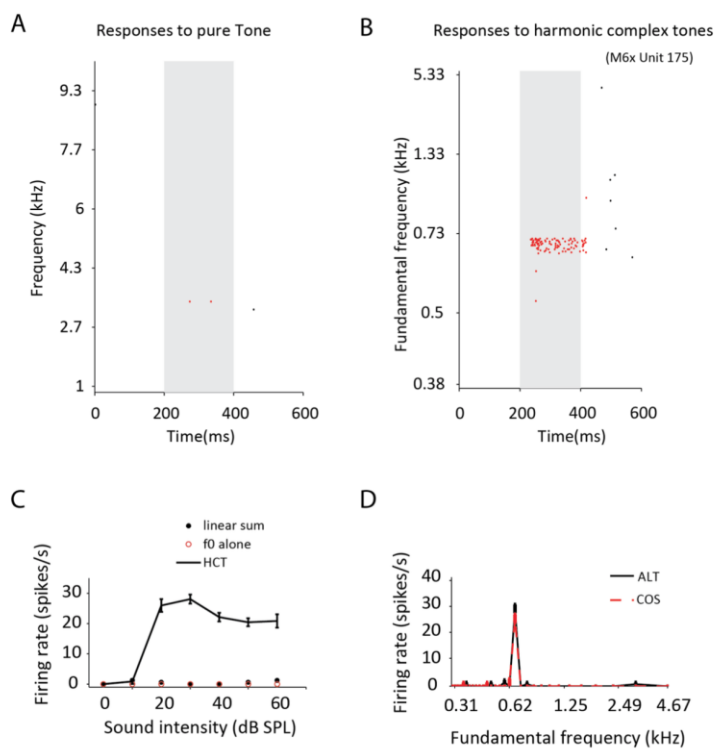 A
Responses to pure Tone
Frequency (kHz)
9.3
7.7
6
4.3
2.7
1
0
200
400
600
Time(ms)
B
Responses to harmonic complex tones
(M6x Unit 175)
Fundamental frequency (kHz)
5.33
1.33
0.73
0.5
0.38
0
200
400
600
Time(ms)
C
linear sum
f0 alone
HCT
Firing rate (spikes/s)
30
20
10
0
0
20
40
60
Sound intensity (dB SPL)
D
ALT
COS
Firing rate (spikes/s)
40
30
20
10
0
0.31
0.62
1.25
2.49
4.67
Fundamental frequency (kHz)